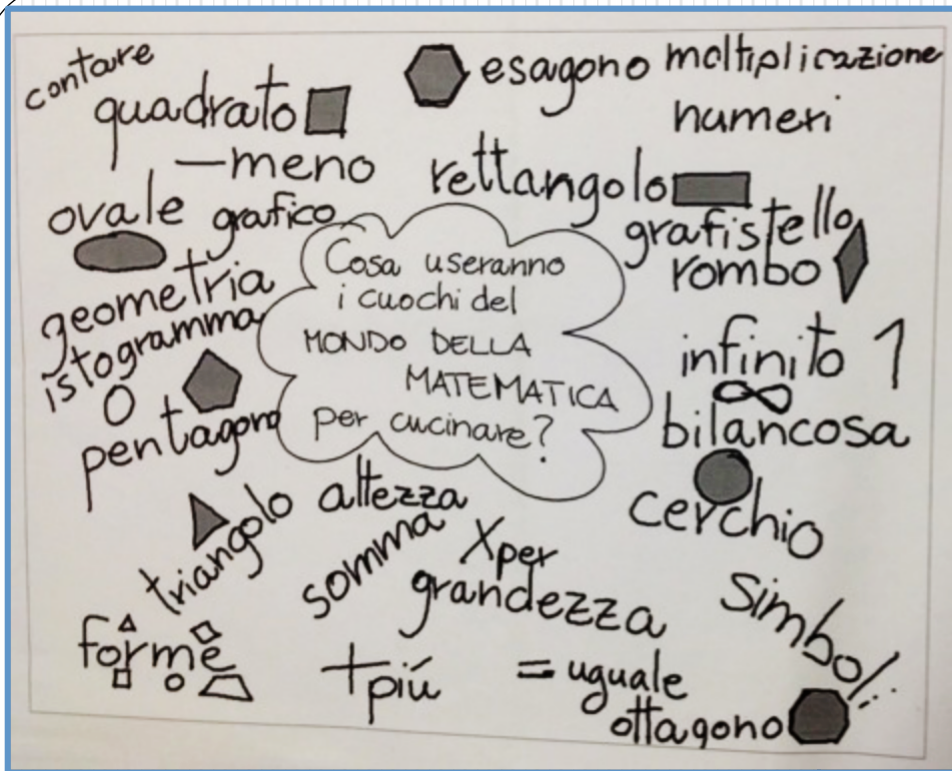 contare
quadrato
esagono
moltiplicazione
numeri
— meno
rettangolo
ovale
grafico
grafistello
rombo
geometria
istogramma
0
pentagono
Cosa useranno
i cuochi del
MONDO DELLA
MATEMATICA
per cucinare?
infinito 1
∞
bilancosa
cerchio
triangolo
altezza
somma
X per
grandezza
simboli
forme
+ più
= uguale
ottagono